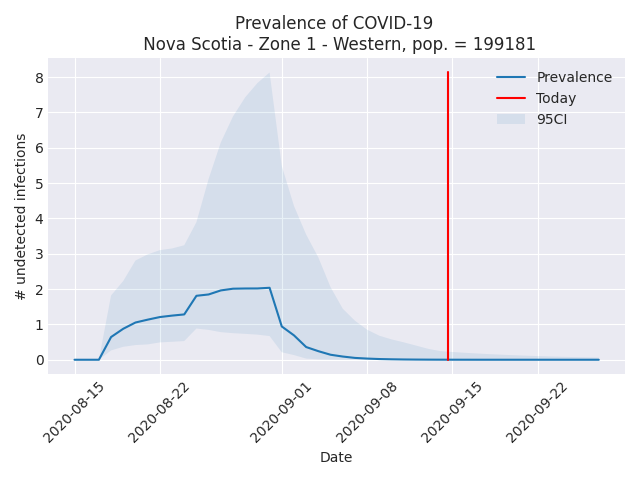 Prevalence of COVID-19
Nova Scotia - Zone 1 - Western, pop. = 199181
# undetected infections
8
7
6
5
4
3
2
1
0
Prevalence
Today
95CI
2020-08-15
2020-08-22
2020-09-01
2020-09-08
2020-09-15
2020-09-22
Date